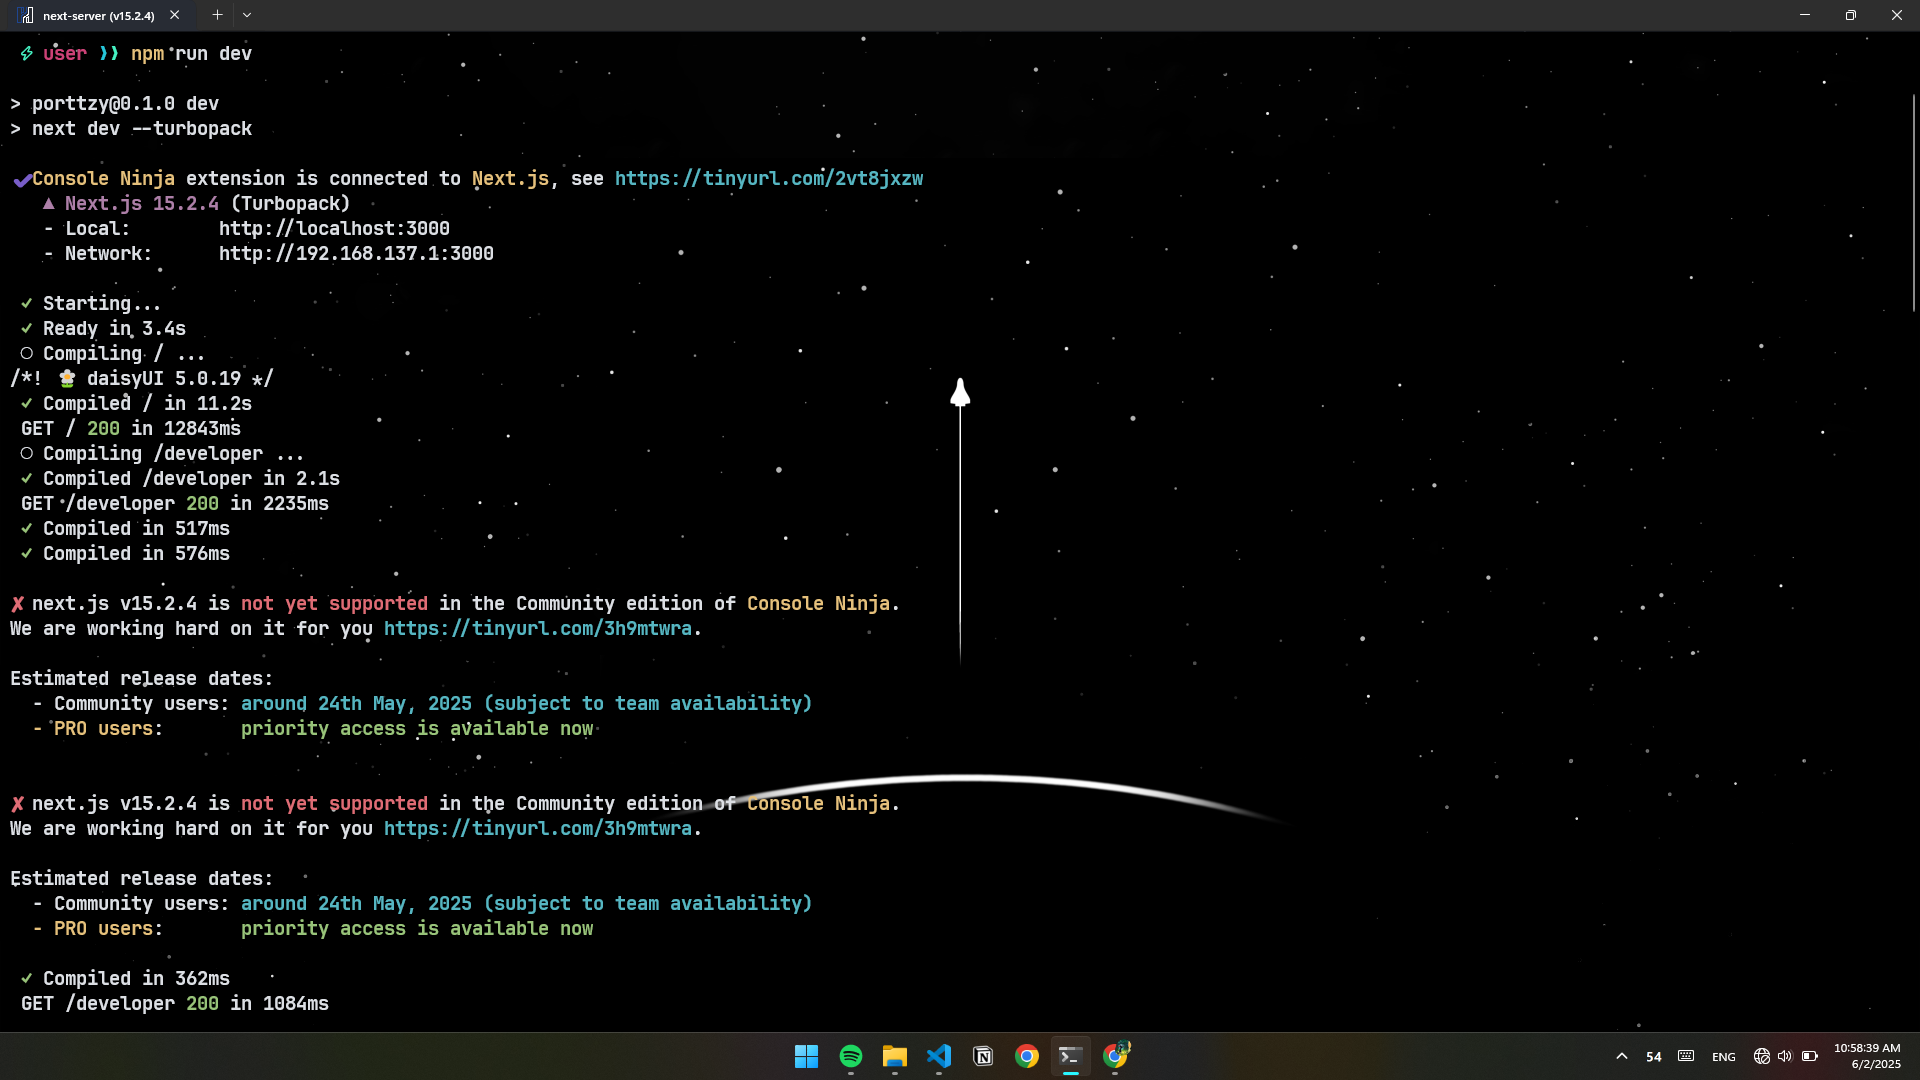 next-server (v15.2.4)
user ❯❯ npm run dev
> porttzy@0.1.0 dev
> next dev --turbopack
✔Console Ninja extension is connected to Next.js, see https://tinyurl.com/2vt8jxzw
▲ Next.js 15.2.4 (Turbopack)
- Local: http://localhost:3000
- Network: http://192.168.137.1:3000
✓ Starting...
✓ Ready in 3.4s
○ Compiling / ...
/*! 🌼 daisyUI 5.0.19 */
✓ Compiled / in 11.2s
GET / 200 in 12843ms
○ Compiling /developer ...
✓ Compiled /developer in 2.1s
GET /developer 200 in 2235ms
✓ Compiled in 517ms
✓ Compiled in 576ms
✘ next.js v15.2.4 is not yet supported in the Community edition of Console Ninja.
We are working hard on it for you https://tinyurl.com/3h9mtwra.
Estimated release dates:
- Community users: around 24th May, 2025 (subject to team availability)
- PRO users: priority access is available now
✘ next.js v15.2.4 is not yet supported in the Community edition of Console Ninja.
We are working hard on it for you https://tinyurl.com/3h9mtwra.
Estimated release dates:
- Community users: around 24th May, 2025 (subject to team availability)
- PRO users: priority access is available now
✓ Compiled in 362ms
GET /developer 200 in 1084ms
54 ENG 10:58:39 AM
6/2/2025